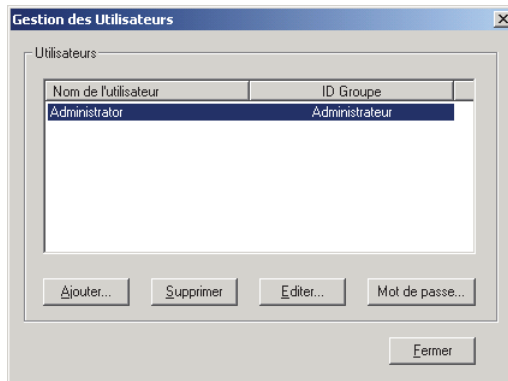 Gestion des Utilisateurs
Utilisateurs
Nom de l'utilisateur ID Groupe
Administrator Administrateur
Ajouter... Supprimer Editer... Mot de passe...
Fermer